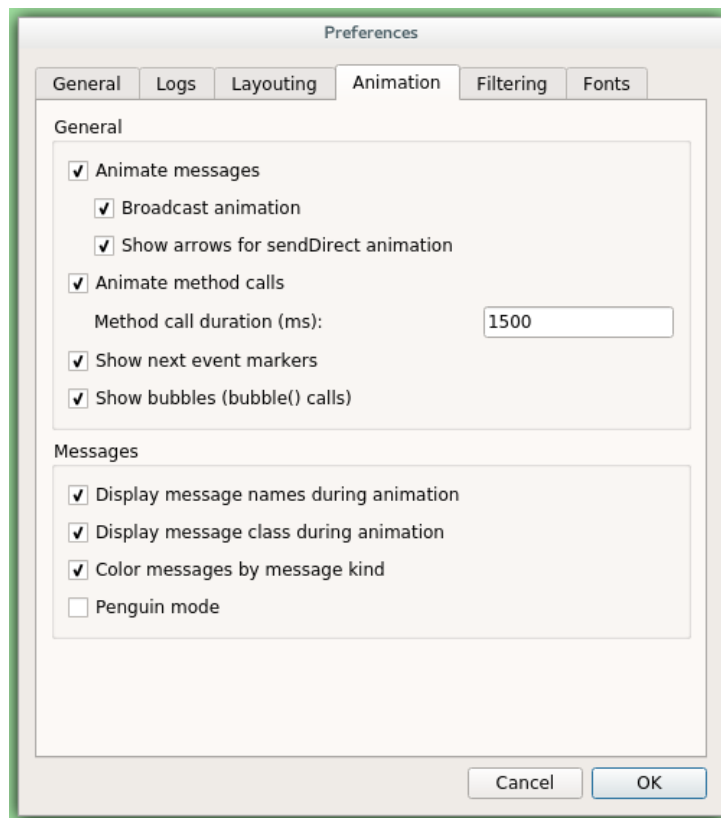 Preferences
General Logs Layouting Animation Filtering Fonts
General
Animate messages
Broadcast animation
Show arrows for sendDirect animation
Animate method calls
Method call duration (ms): 1500
Show next event markers
Show bubbles (bubble() calls)
Messages
Display message names during animation
Display message class during animation
Color messages by message kind
Penguin mode
Cancel OK